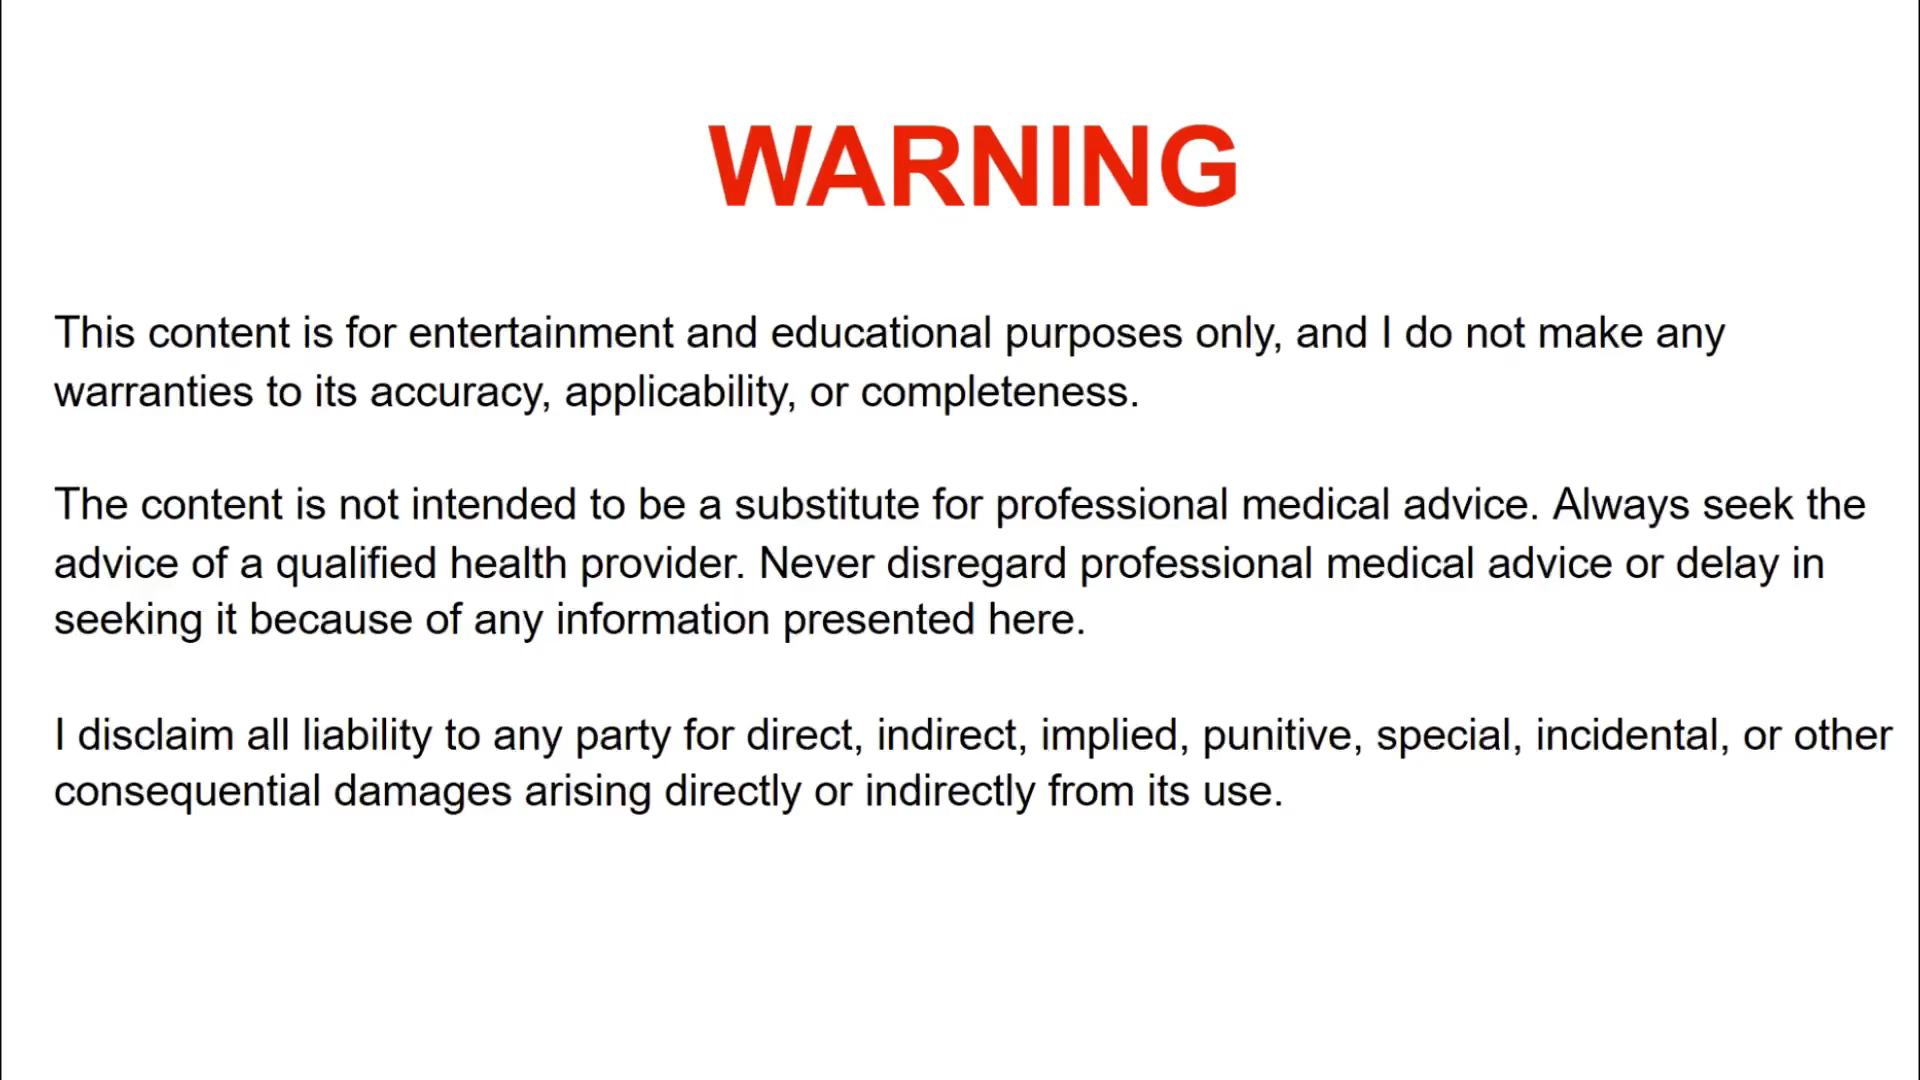 WARNING
This content is for entertainment and educational purposes only, and I do not make any
warranties to its accuracy, applicability, or completeness.
The content is not intended to be a substitute for professional medical advice. Always seek the
advice of a qualified health provider. Never disregard professional medical advice or delay in
seeking it because of any information presented here.
I disclaim all liability to any party for direct, indirect, implied, punitive, special, incidental, or other
consequential damages arising directly or indirectly from its use.